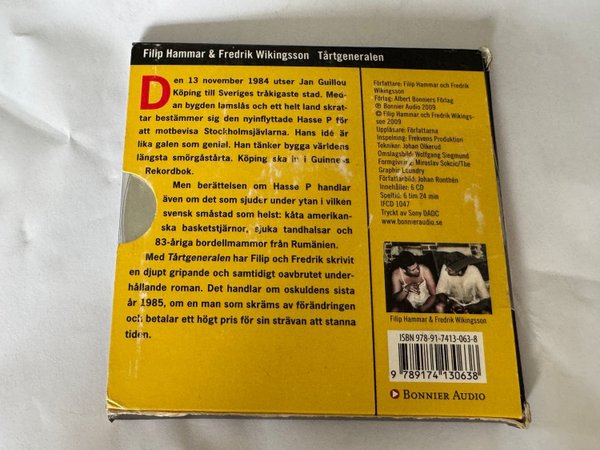 Filip Hammar & Fredrik Wikingsson Tårtgeneralen
Den 13 november 1984 utser Jan Guillou
Köping till Sveriges tråkigaste stad. Med-
an bygden lamslås och ett helt land skrat-
tar bestämmer sig den nyinflyttade Hasse P för
att motbevisa Stockholmsjävlarna. Hans idé är
lika galen som genial. Han tänker bygga världens
längsta smörgåstårta. Köping ska in i Guinness
Rekordbok.
Men berättelsen om Hasse P handlar
även om det som sjuder under ytan i vilken
svensk småstad som helst: kåta amerikan-
ska basketstjärnor, sjuka tandhalsar och
83-åriga bordellmammor från Rumänien.
Med Tårtgeneralen har Filip och Fredrik skrivit
en djupt gripande och samtidigt oavbrutet under-
hållande roman. Det handlar om oskuldens sista
år 1985, om en man som skräms av förändringen
och betalar ett högt pris för sin strävan att stanna
tiden.
Författare: Filip Hammar och Fredrik
Wikingsson
Förlag: Albert Bonniers Förlag
℗ Bonnier Audio 2009
© Filip Hammar och Fredrik Wikings-
son 2009
Uppläsare: Författarna
Inspelning: Frekvens Produktion
Tekniker: Johan Olkerud
Omslagsbild: Wolfgang Siegmund
Formgivning: Miroslav Sokcic/The
Graphic Laundry
Författarbild: Johan Ronthén
Innehåller: 6 CD
Speltid: 6 tim 24 min
IFCD 1047
Tryckt av Sony DADC
www.bonnieraudio.se
Filip Hammar & Fredrik Wikingsson
ISBN 978-91-7413-063-8
9 789174 130638
BONNIER AUDIO